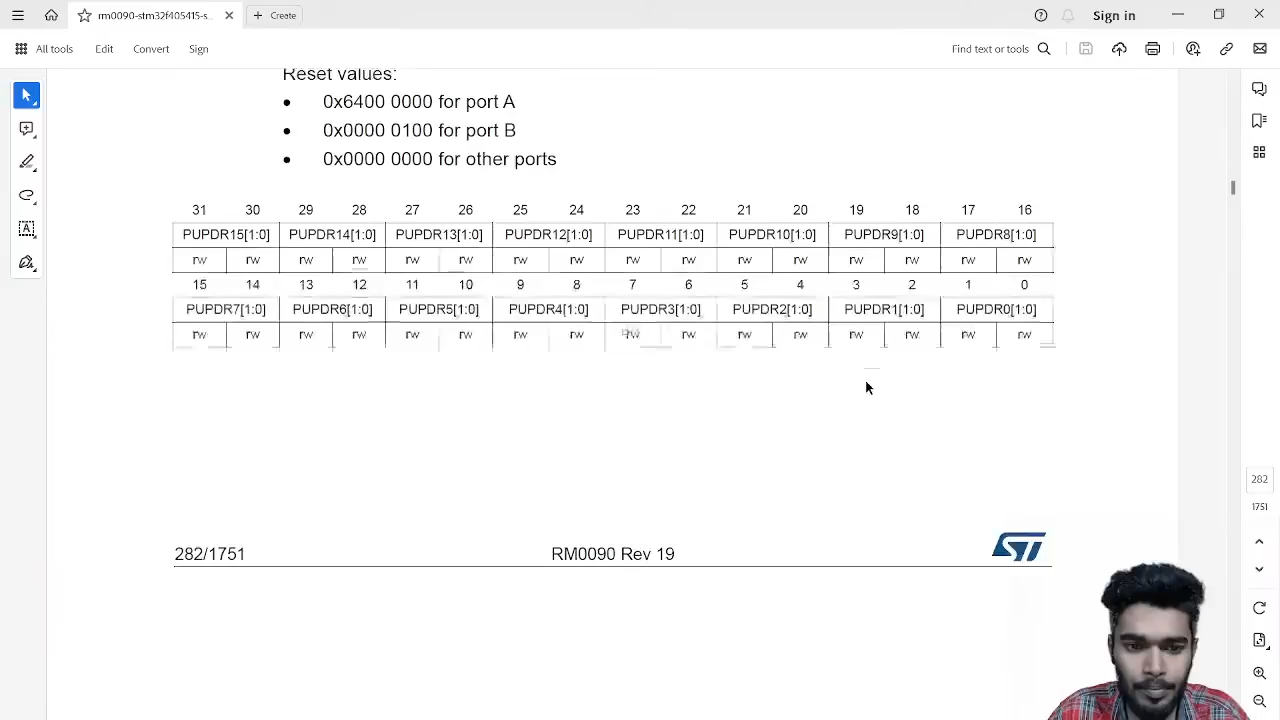 rm0090-stm32f405415-s...
Create
Sign in
All tools
Edit
Convert
Sign
Find text or tools
Reset values:
• 0x6400 0000 for port A
• 0x0000 0100 for port B
• 0x0000 0000 for other ports
31 30 29 28 27 26 25 24 23 22 21 20 19 18 17 16
PUPDR15[1:0] PUPDR14[1:0] PUPDR13[1:0] PUPDR12[1:0] PUPDR11[1:0] PUPDR10[1:0] PUPDR9[1:0] PUPDR8[1:0]
rw rw rw rw rw rw rw rw rw rw rw rw rw rw rw rw
15 14 13 12 11 10 9 8 7 6 5 4 3 2 1 0
PUPDR7[1:0] PUPDR6[1:0] PUPDR5[1:0] PUPDR4[1:0] PUPDR3[1:0] PUPDR2[1:0] PUPDR1[1:0] PUPDR0[1:0]
rw rw rw rw rw rw rw rw rw rw rw rw rw rw rw rw
282
1751
282/1751
RM0090 Rev 19
ST